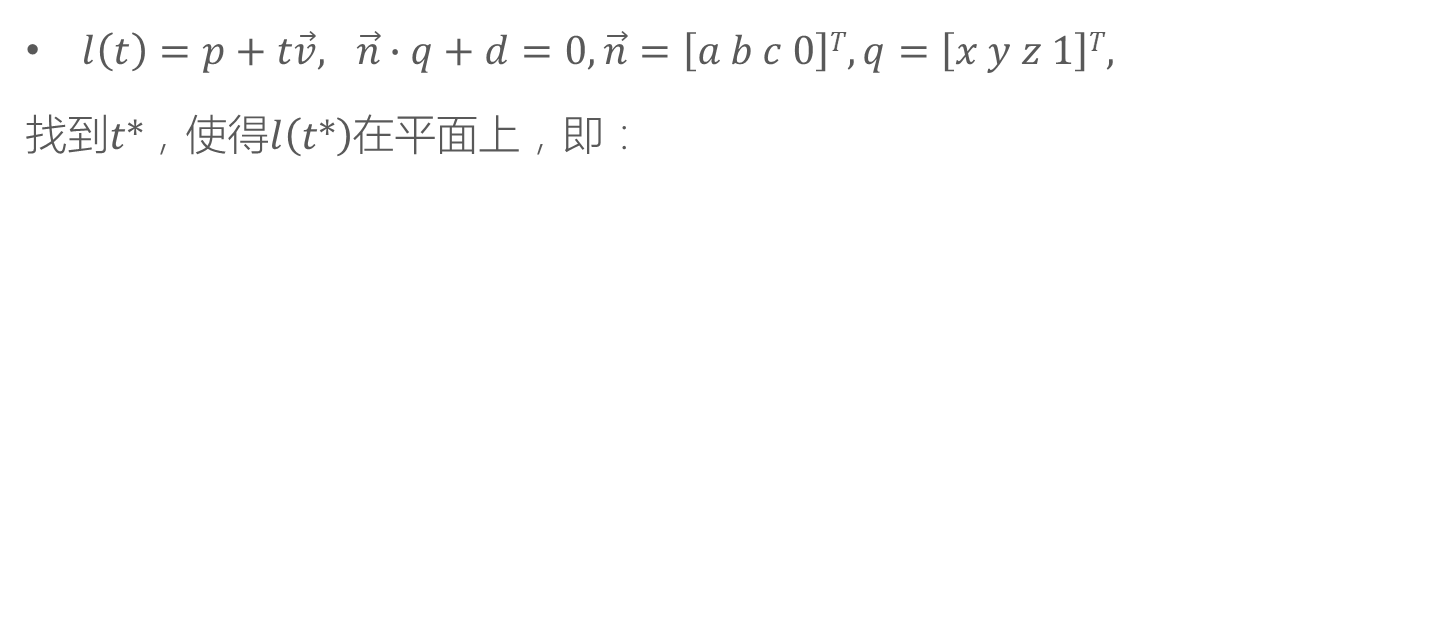 • l(t) = p + tv⃗, n⃗ · q + d = 0, n⃗ = [a b c 0]ᵀ, q = [x y z 1]ᵀ,
找到t*，使得l(t*)在平面上，即：